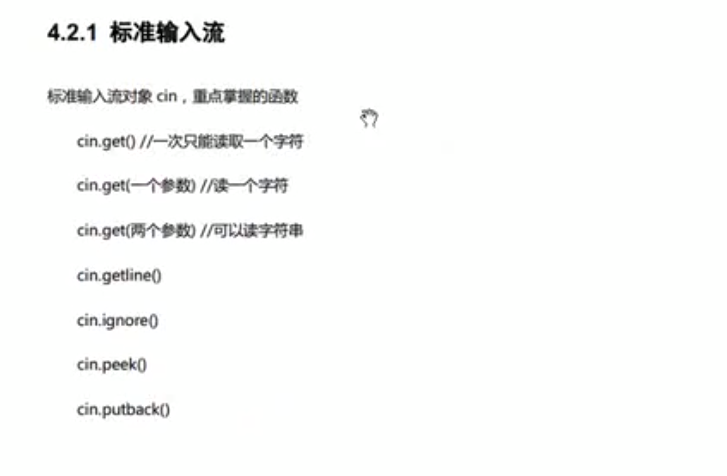 4.2.1 标准输入流
标准输入流对象 cin，重点掌握的函数
cin.get() //一次只能读取一个字符
cin.get(一个参数) //读一个字符
cin.get(两个参数) //可以读字符串
cin.getline()
cin.ignore()
cin.peek()
cin.putback()